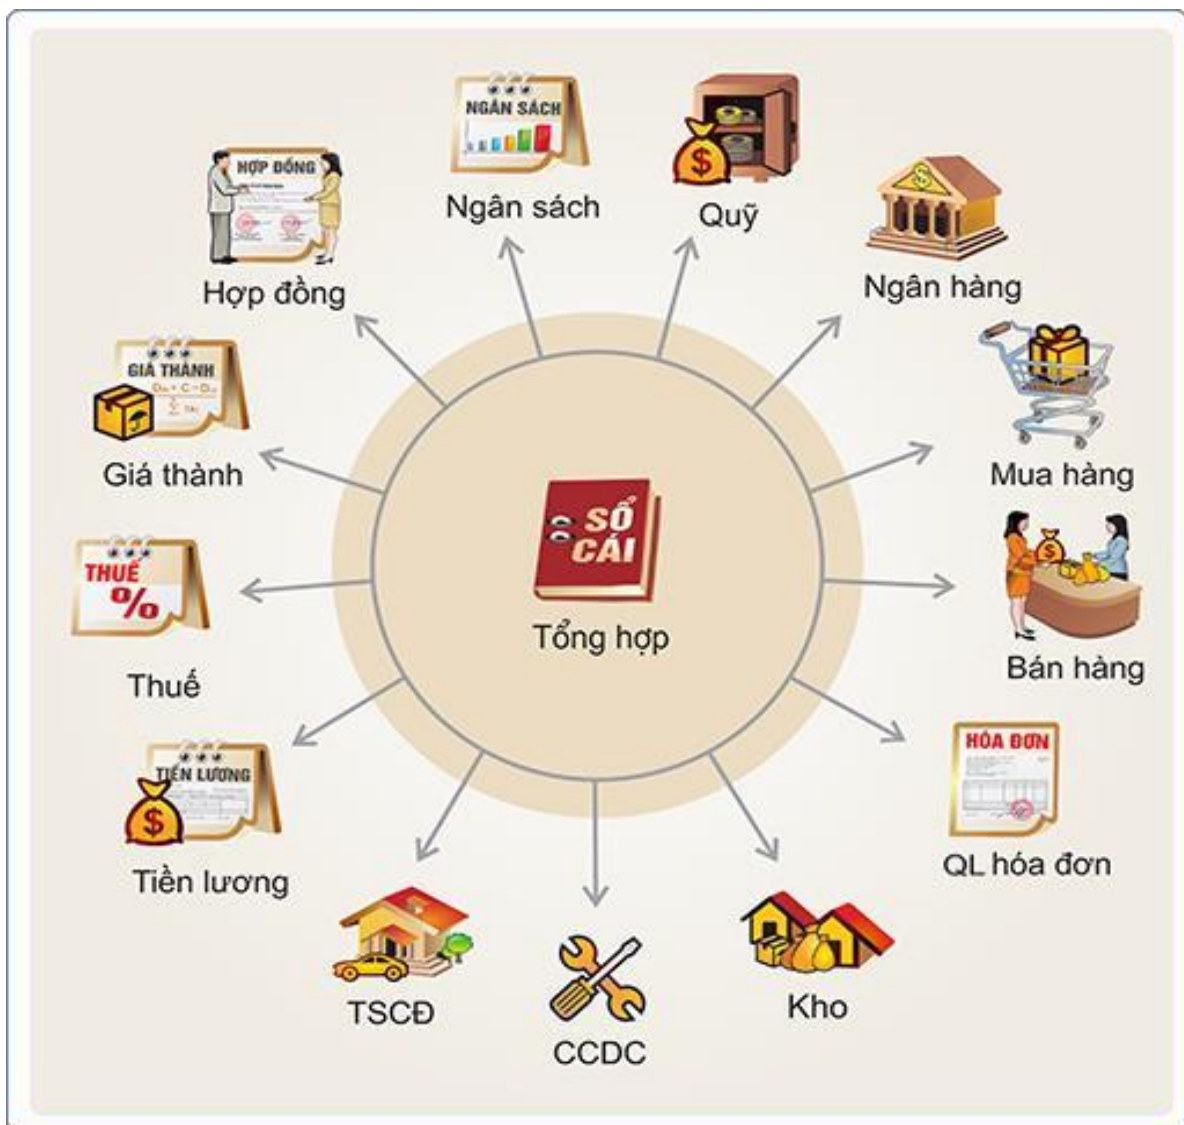 NGÂN SÁCH
Ngân sách
Quỹ
HỢP ĐỒNG
Hợp đồng
Ngân hàng
GIÁ THÀNH
Giá thành
Mua hàng
SỔ
CÁI
Tổng hợp
THUẾ
%
Thuế
Bán hàng
TIỀN LƯƠNG
$
Tiền lương
HÓA ĐƠN
QL hóa đơn
TSCĐ
CCDC
Kho